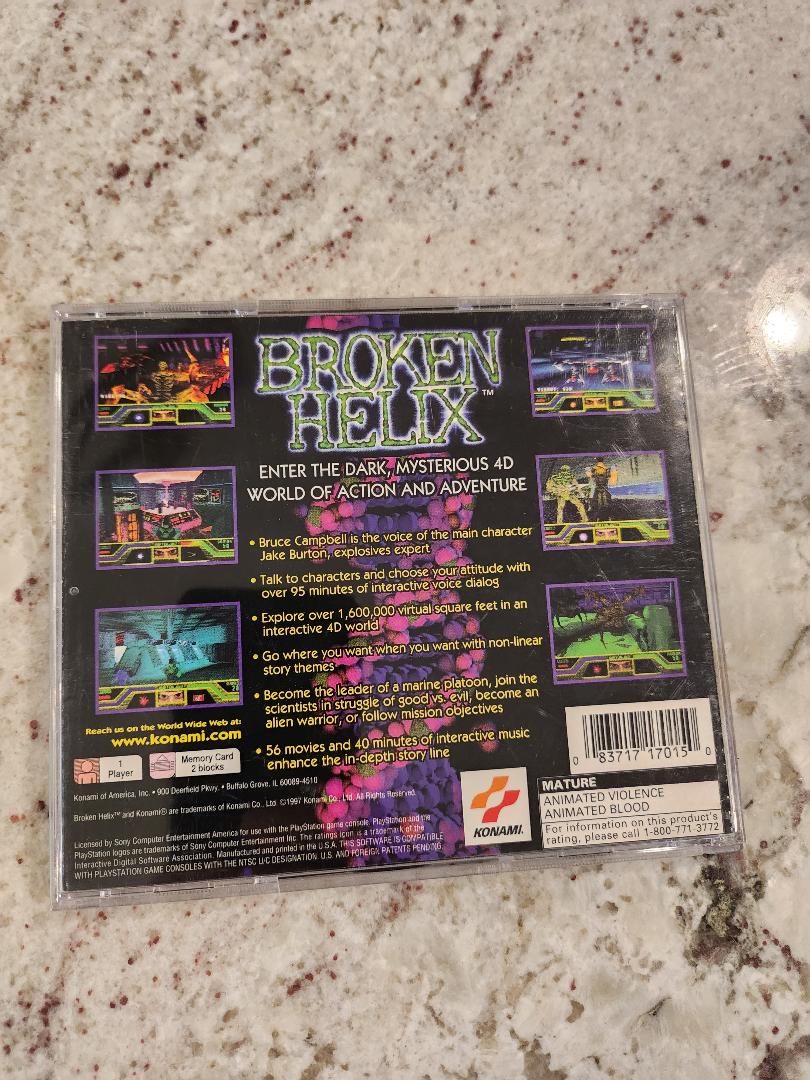 BROKEN
HELIX™
ENTER THE DARK, MYSTERIOUS 4D
WORLD OF ACTION AND ADVENTURE
• Bruce Campbell is the voice of the main character
Jake Burton, explosives expert
• Talk to characters and choose your attitude with
over 95 minutes of interactive voice dialog
• Explore over 1,600,000 virtual square feet in an
interactive 4D world
• Go where you want when you want with non-linear
story themes
• Become the leader of a marine platoon, join the
scientists in struggle of good vs. evil, become an
alien warrior, or follow mission objectives
• 56 movies and 40 minutes of interactive music
enhance the in-depth story line
Reach us on the World Wide Web at:
www.konami.com
1
Player
Memory Card
2 blocks
Konami of America, Inc. • 900 Deerfield Pkwy. • Buffalo Grove, IL 60089-4510
Broken Helix™ and Konami® are trademarks of Konami Co., Ltd. ©1997 Konami Co., Ltd. All Rights Reserved.
Licensed by Sony Computer Entertainment America for use with the PlayStation game console. PlayStation and the
PlayStation logos are trademarks of Sony Computer Entertainment Inc. The ratings icon is a trademark of the
Interactive Digital Software Association. Manufactured and printed in the U.S.A. THIS SOFTWARE IS COMPATIBLE
WITH PLAYSTATION GAME CONSOLES WITH THE NTSC U/C DESIGNATION. U.S. AND FOREIGN PATENTS PENDING.
KONAMI.
0 83717 17015 0
MATURE
ANIMATED VIOLENCE
ANIMATED BLOOD
For information on this product's
rating, please call 1-800-771-3772